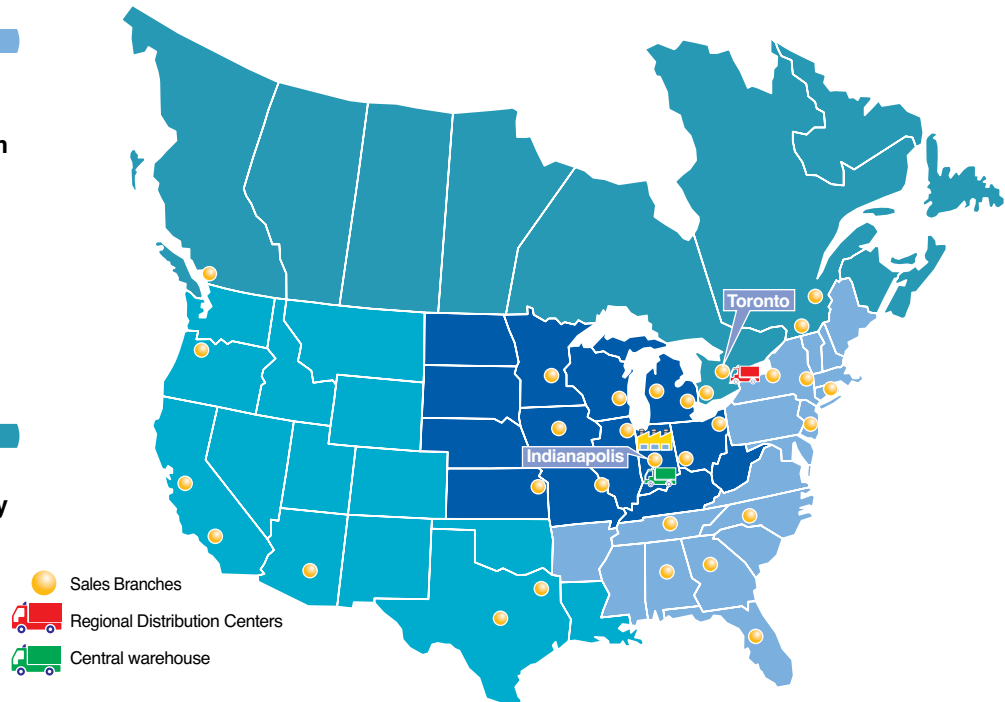 n
y
Toronto
Indianapolis
Sales Branches
Regional Distribution Centers
Central warehouse